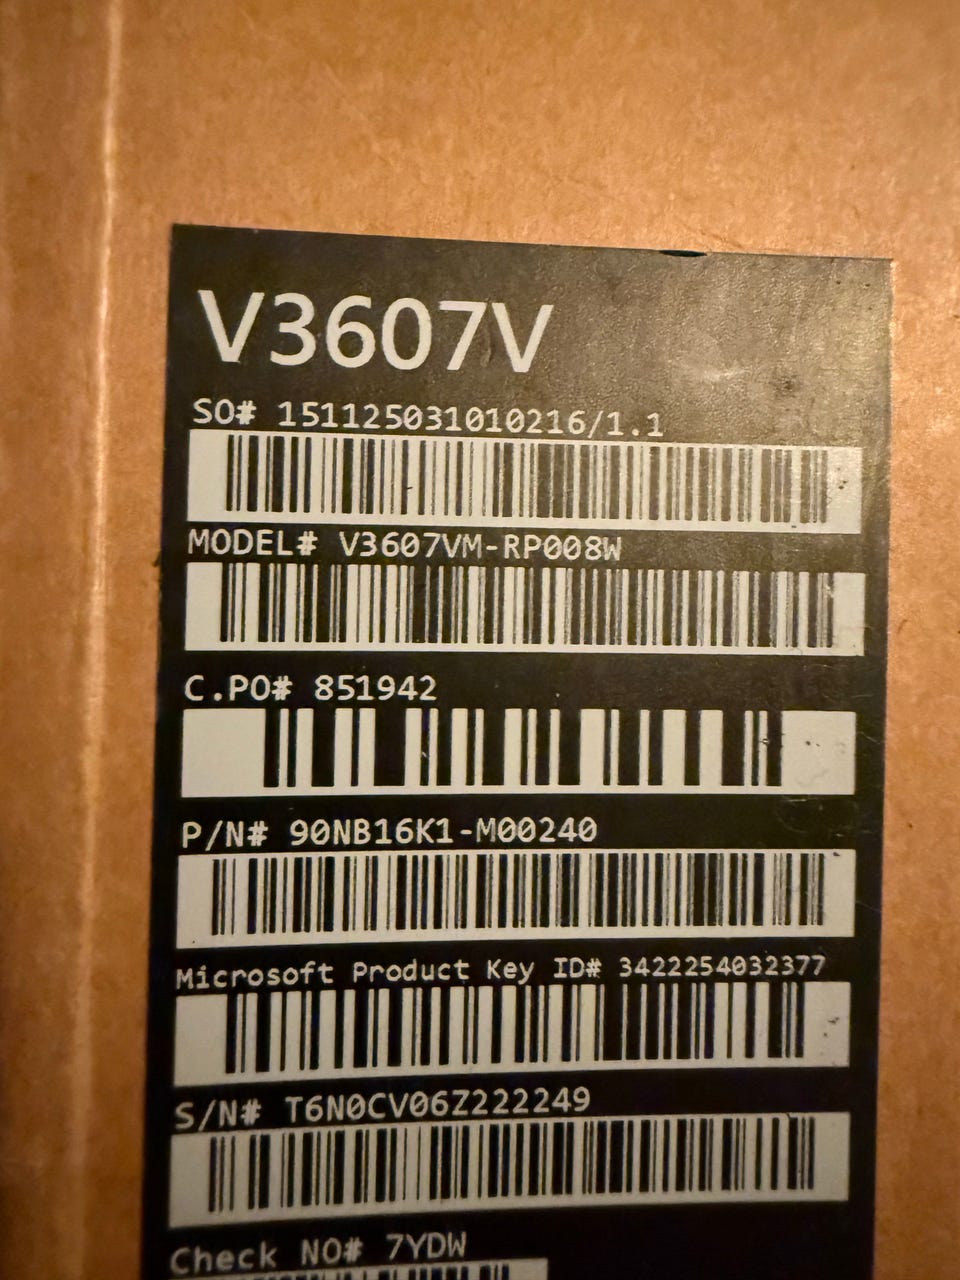 V3607V
SO# 151125031010216/1.1
MODEL# V3607VM-RP008W
C.PO# 851942
P/N# 90NB16K1-M00240
Microsoft Product Key ID# 3422254032377
S/N# T6N0CV06Z222249
Check NO# 7YDW